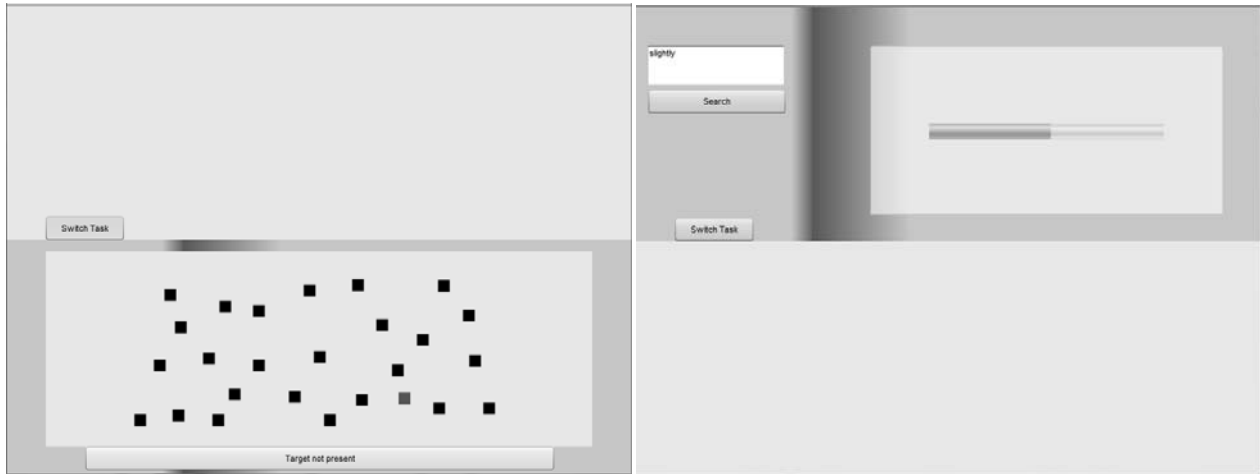 Switch Task
Target not present
slightly
Search
Switch Task